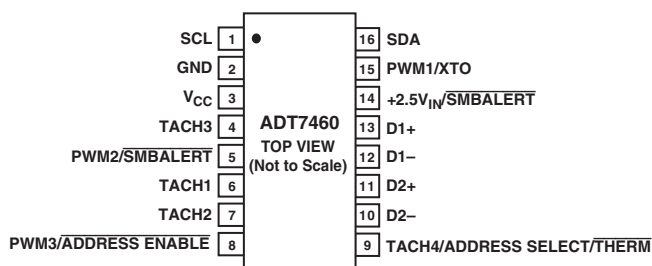 SCL 1
GND 2
VCC 3
TACH3 4
PWM2/SMBALERT 5
TACH1 6
TACH2 7
PWM3/ADDRESS ENABLE 8
ADT7460
TOP VIEW
(Not to Scale)
16 SDA
15 PWM1/XTO
14 +2.5VIN/SMBALERT
13 D1+
12 D1–
11 D2+
10 D2–
9 TACH4/ADDRESS SELECT/THERM